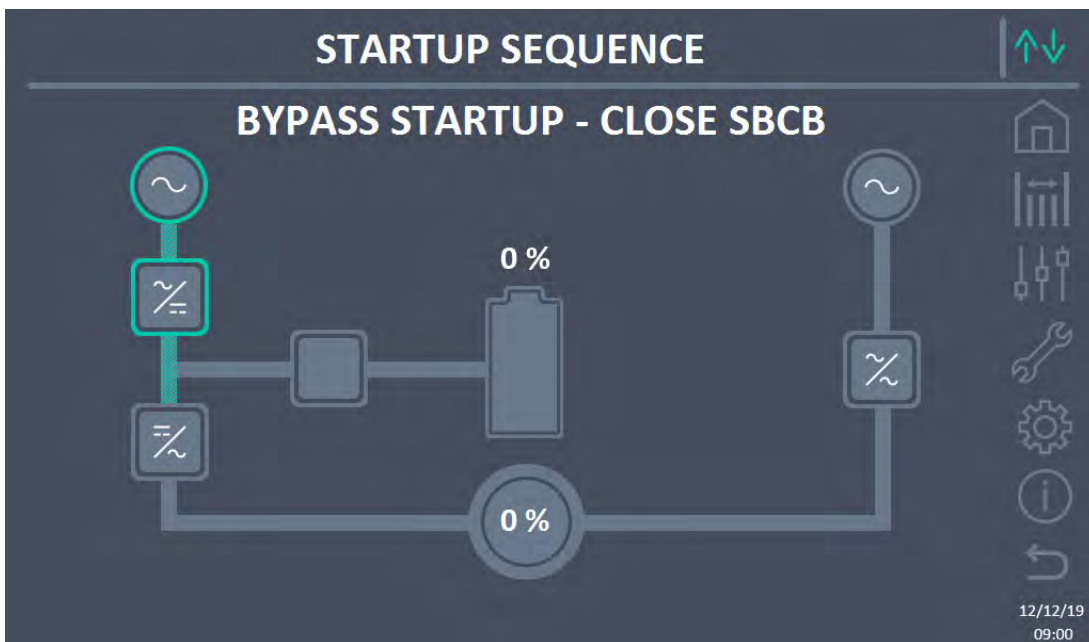 STARTUP SEQUENCE
BYPASS STARTUP - CLOSE SBCB
0 %
0 %
12/12/19
09:00